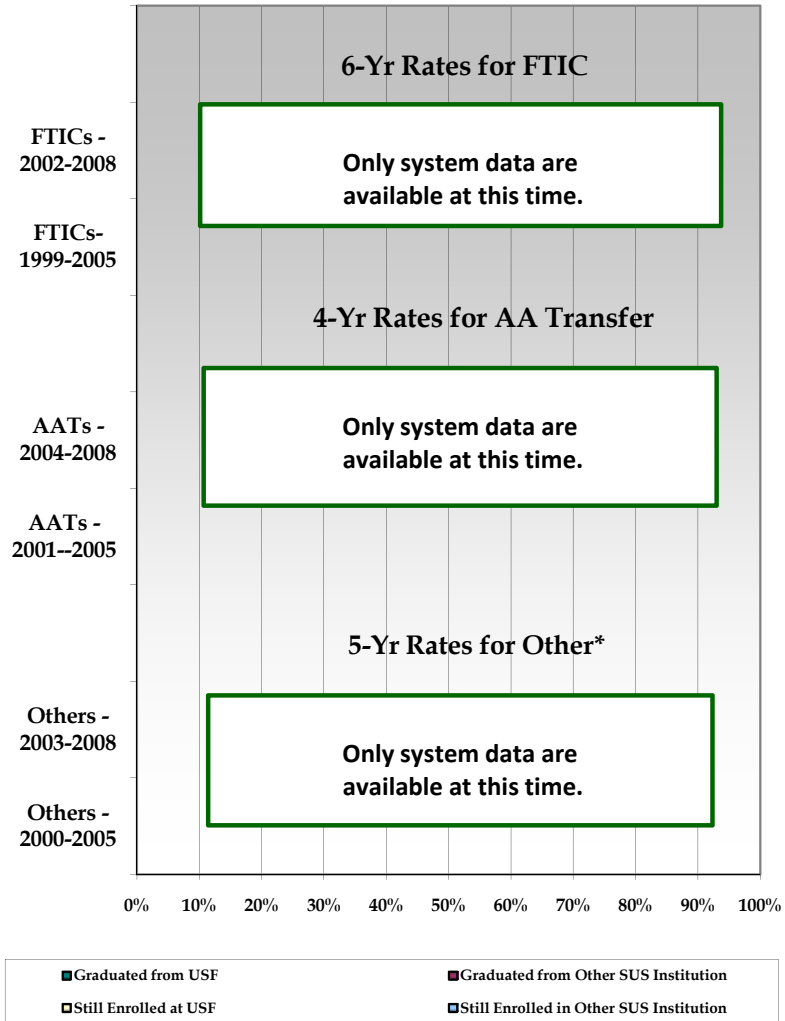 6-Yr Rates for FTIC
FTICs -
2002-2008
Only system data are
available at this time.
FTICs-
1999-2005
4-Yr Rates for AA Transfer
AATs -
2004-2008
Only system data are
available at this time.
AATs -
2001--2005
5-Yr Rates for Other*
Others -
2003-2008
Only system data are
available at this time.
Others -
2000-2005
0% 10% 20% 30% 40% 50% 60% 70% 80% 90% 100%
Graduated from USF Graduated from Other SUS Institution
Still Enrolled at USF Still Enrolled in Other SUS Institution